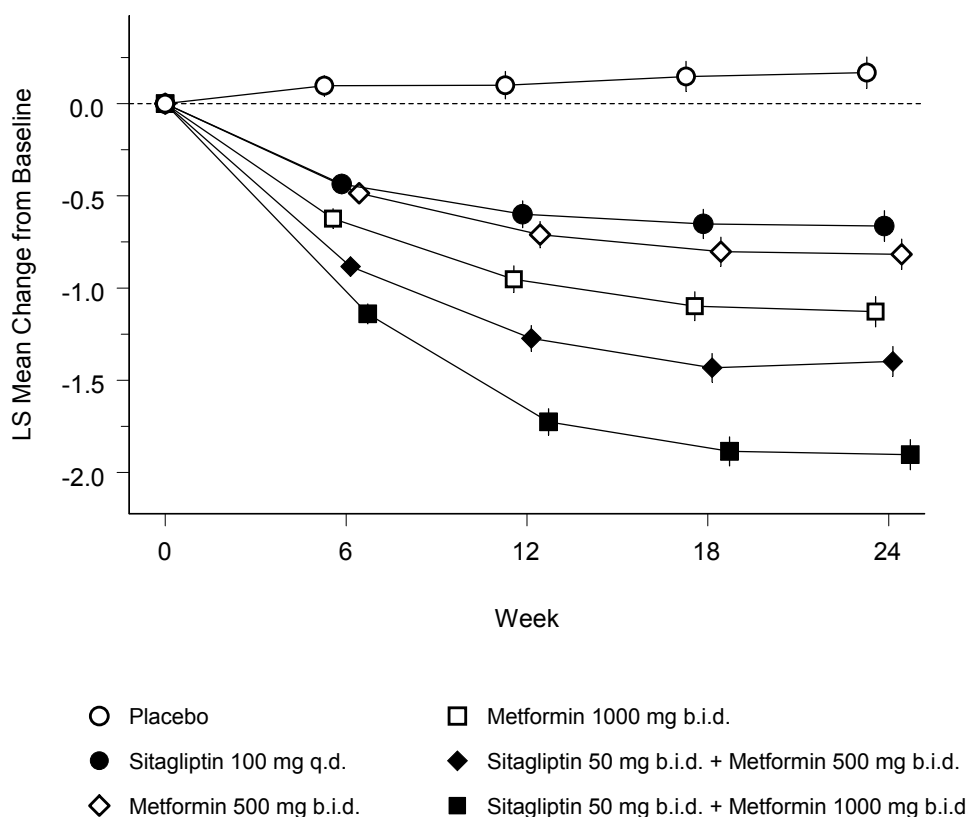 LS Mean Change from Baseline
0.0
-0.5
-1.0
-1.5
-2.0
0 6 12 18 24
Week
Placebo
Sitagliptin 100 mg q.d.
Metformin 500 mg b.i.d.
Metformin 1000 mg b.i.d.
Sitagliptin 50 mg b.i.d. + Metformin 500 mg b.i.d.
Sitagliptin 50 mg b.i.d. + Metformin 1000 mg b.i.d